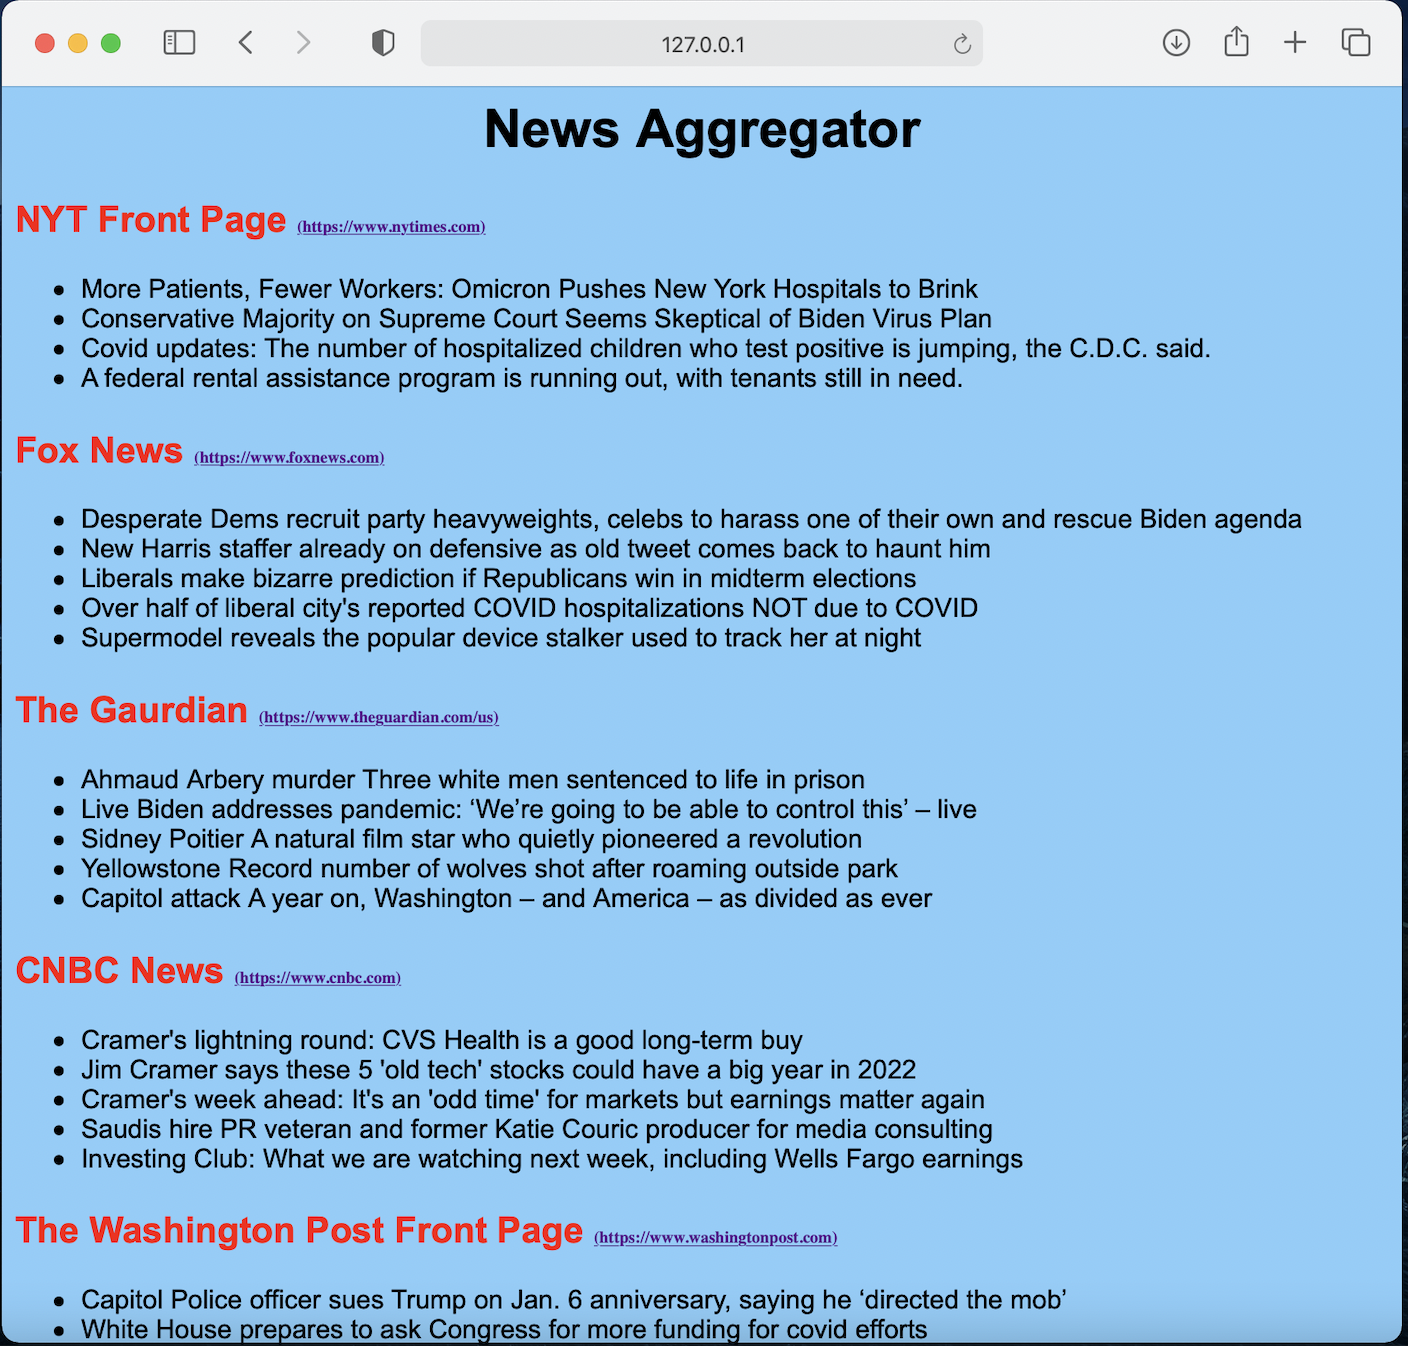 127.0.0.1
News Aggregator
NYT Front Page (https://www.nytimes.com)
More Patients, Fewer Workers: Omicron Pushes New York Hospitals to Brink
Conservative Majority on Supreme Court Seems Skeptical of Biden Virus Plan
Covid updates: The number of hospitalized children who test positive is jumping, the C.D.C. said.
A federal rental assistance program is running out, with tenants still in need.
Fox News (https://www.foxnews.com)
Desperate Dems recruit party heavyweights, celebs to harass one of their own and rescue Biden agenda
New Harris staffer already on defensive as old tweet comes back to haunt him
Liberals make bizarre prediction if Republicans win in midterm elections
Over half of liberal city's reported COVID hospitalizations NOT due to COVID
Supermodel reveals the popular device stalker used to track her at night
The Gaurdian (https://www.theguardian.com/us)
Ahmaud Arbery murder Three white men sentenced to life in prison
Live Biden addresses pandemic: ‘We’re going to be able to control this’ – live
Sidney Poitier A natural film star who quietly pioneered a revolution
Yellowstone Record number of wolves shot after roaming outside park
Capitol attack A year on, Washington – and America – as divided as ever
CNBC News (https://www.cnbc.com)
Cramer's lightning round: CVS Health is a good long-term buy
Jim Cramer says these 5 'old tech' stocks could have a big year in 2022
Cramer's week ahead: It's an 'odd time' for markets but earnings matter again
Saudis hire PR veteran and former Katie Couric producer for media consulting
Investing Club: What we are watching next week, including Wells Fargo earnings
The Washington Post Front Page (https://www.washingtonpost.com)
Capitol Police officer sues Trump on Jan. 6 anniversary, saying he ‘directed the mob’
White House prepares to ask Congress for more funding for covid efforts